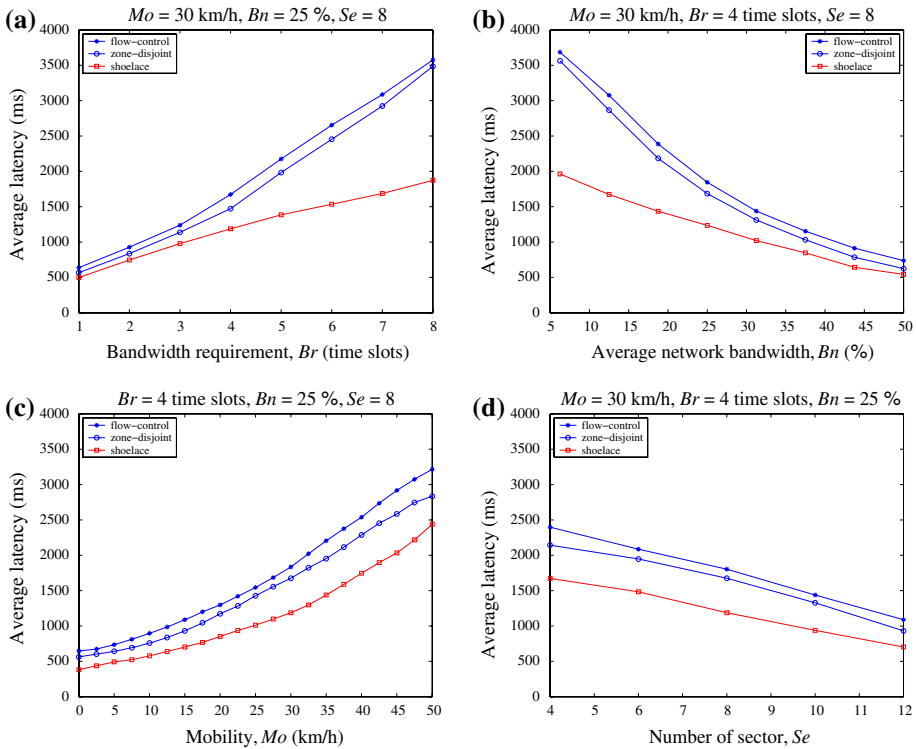 (a)
Mo = 30 km/h, Bn = 25 %, Se = 8
4000
3500
3000
2500
2000
1500
1000
500
0
Average latency (ms)
flow−control
zone−disjoint
shoelace
1 2 3 4 5 6 7 8
Bandwidth requirement, Br (time slots)
(b)
Mo = 30 km/h, Br = 4 time slots, Se = 8
4000
3500
3000
2500
2000
1500
1000
500
0
Average latency (ms)
flow−control
zone−disjoint
shoelace
5 10 15 20 25 30 35 40 45 50
Average network bandwidth, Bn (%)
(c)
Br = 4 time slots, Bn = 25 %, Se = 8
4000
3500
3000
2500
2000
1500
1000
500
0
Average latency (ms)
flow−control
zone−disjoint
shoelace
0 5 10 15 20 25 30 35 40 45 50
Mobility, Mo (km/h)
(d)
Mo = 30 km/h, Br = 4 time slots, Bn = 25 %
4000
3500
3000
2500
2000
1500
1000
500
0
Average latency (ms)
flow−control
zone−disjoint
shoelace
4 5 6 7 8 9 10 11 12
Number of sector, Se